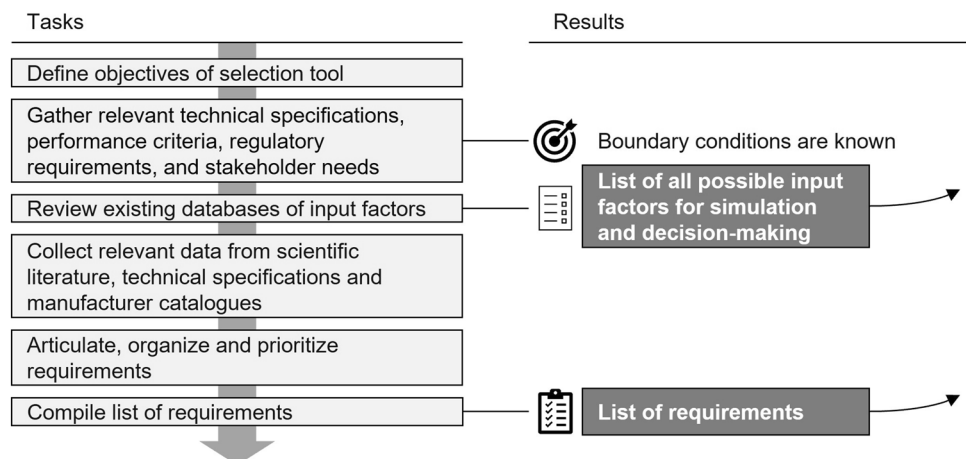 Tasks
Results
Define objectives of selection tool
Gather relevant technical specifications,
performance criteria, regulatory
requirements, and stakeholder needs
Boundary conditions are known
Review existing databases of input factors
List of all possible input
factors for simulation
and decision-making
Collect relevant data from scientific
literature, technical specifications and
manufacturer catalogues
Articulate, organize and prioritize
requirements
Compile list of requirements
List of requirements